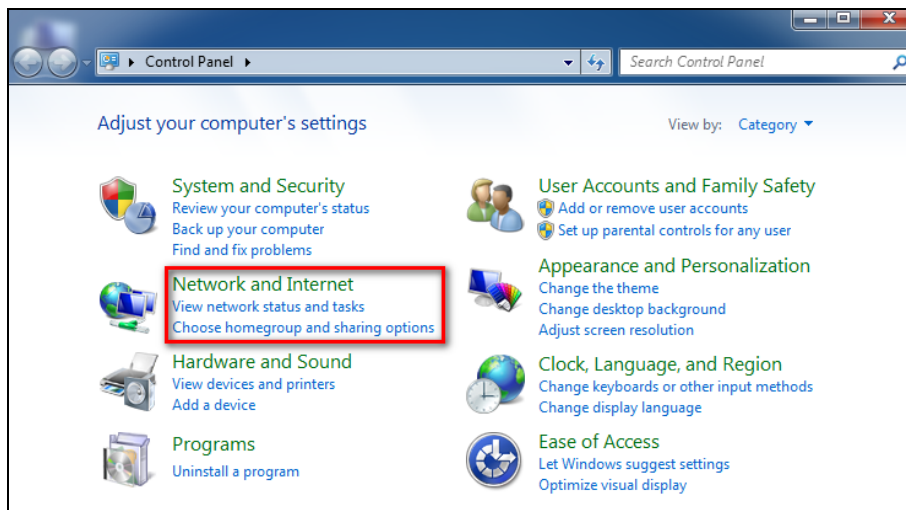 Control Panel
Search Control Panel
Adjust your computer's settings
View by: Category
System and Security
Review your computer's status
Back up your computer
Find and fix problems
Network and Internet
View network status and tasks
Choose homegroup and sharing options
Hardware and Sound
View devices and printers
Add a device
Programs
Uninstall a program
User Accounts and Family Safety
Add or remove user accounts
Set up parental controls for any user
Appearance and Personalization
Change the theme
Change desktop background
Adjust screen resolution
Clock, Language, and Region
Change keyboards or other input methods
Change display language
Ease of Access
Let Windows suggest settings
Optimize visual display